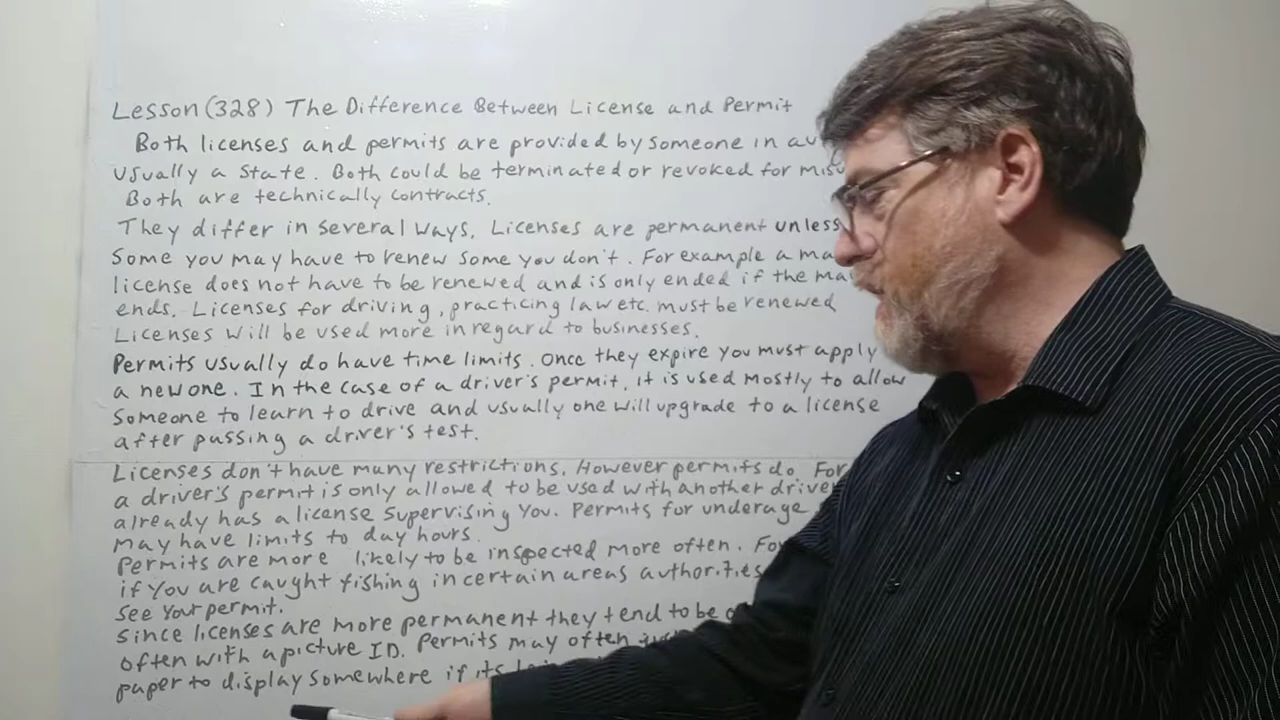 Lesson (328) The Difference Between License and Permit
Both licenses and permits are provided by someone in
usually a State. Both could be terminated or revoked for
Both are technically contracts.
They differ in several ways. Licenses are permanent unless
Some you may have to renew some you don't. For example a
license does not have to be renewed and is only ended if the
ends. Licenses for driving, practicing law etc. must be renewed
Licenses will be used more in regard to businesses.
Permits usually do have time limits. Once they expire you must apply
a new one. In the case of a driver's permit, it is used mostly to allow
someone to learn to drive and usually one will upgrade to a license
after passing a driver's test.
Licenses don't have many restrictions. However permits do. For
a driver's permit is only allowed to be used with another driver
already has a license supervising you. Permits for underage
may have limits to day hours.
Permits are more likely to be inspected more often. For
if you are caught fishing in certain areas authorities
see your permit.
Since licenses are more permanent they tend to be
often with a picture ID. Permits may often
paper to display somewhere if its